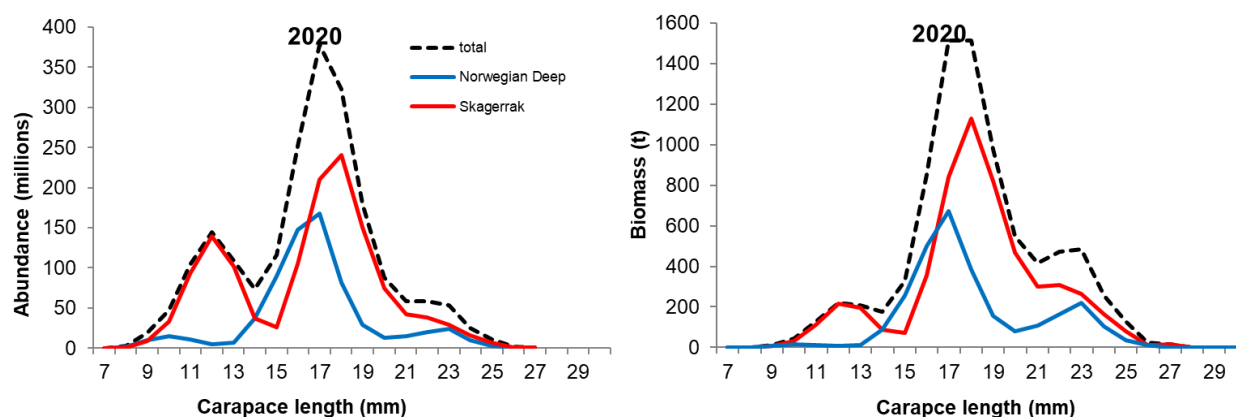 2020
total
Norwegian Deep
Skagerrak
Abundance (millions)
400
350
300
250
200
150
100
50
0
7 9 11 13 15 17 19 21 23 25 27 29
Carapace length (mm)
2020
Biomass (t)
1600
1400
1200
1000
800
600
400
200
0
7 9 11 13 15 17 19 21 23 25 27 29
Carapce length (mm)